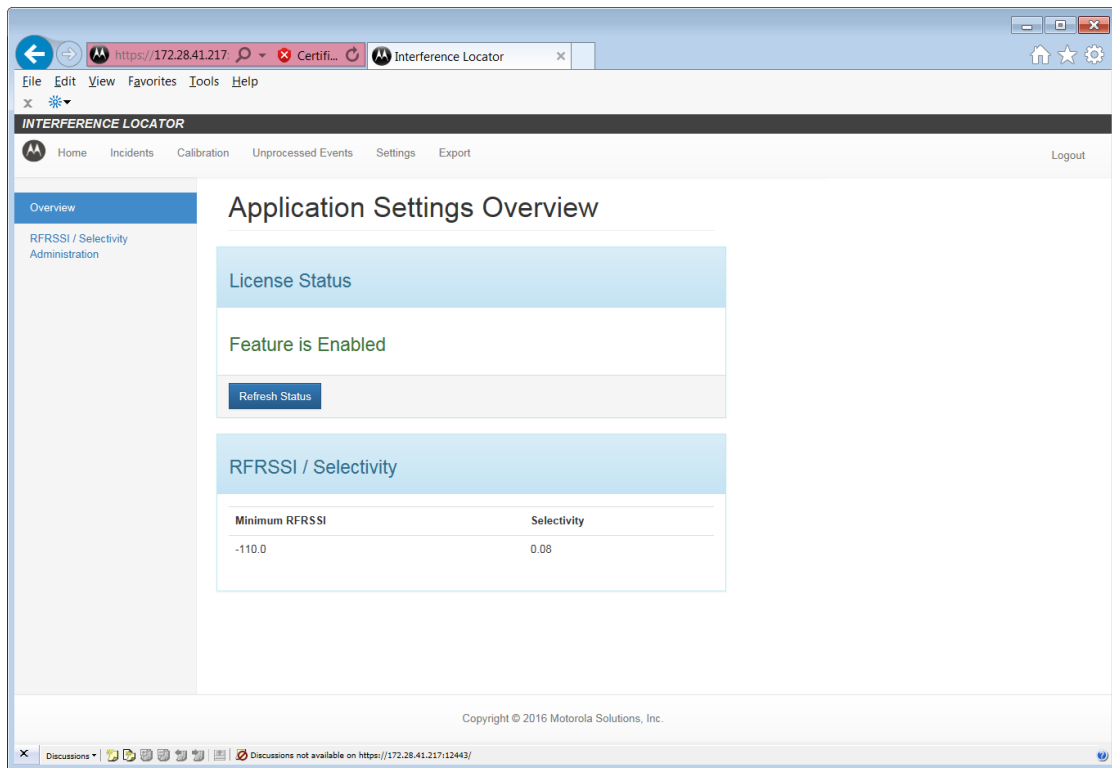 https://172.28.41.217:
Certifi...
Interference Locator
File Edit View Favorites Tools Help
INTERFERENCE LOCATOR
Home Incidents Calibration Unprocessed Events Settings Export Logout
Overview
RFRSSI / Selectivity
Administration
Application Settings Overview
License Status
Feature is Enabled
Refresh Status
RFRSSI / Selectivity
Minimum RFRSSI Selectivity
-110.0 0.08
Copyright © 2016 Motorola Solutions, Inc.
Discussions Discussions not available on https://172.28.41.217:12443/